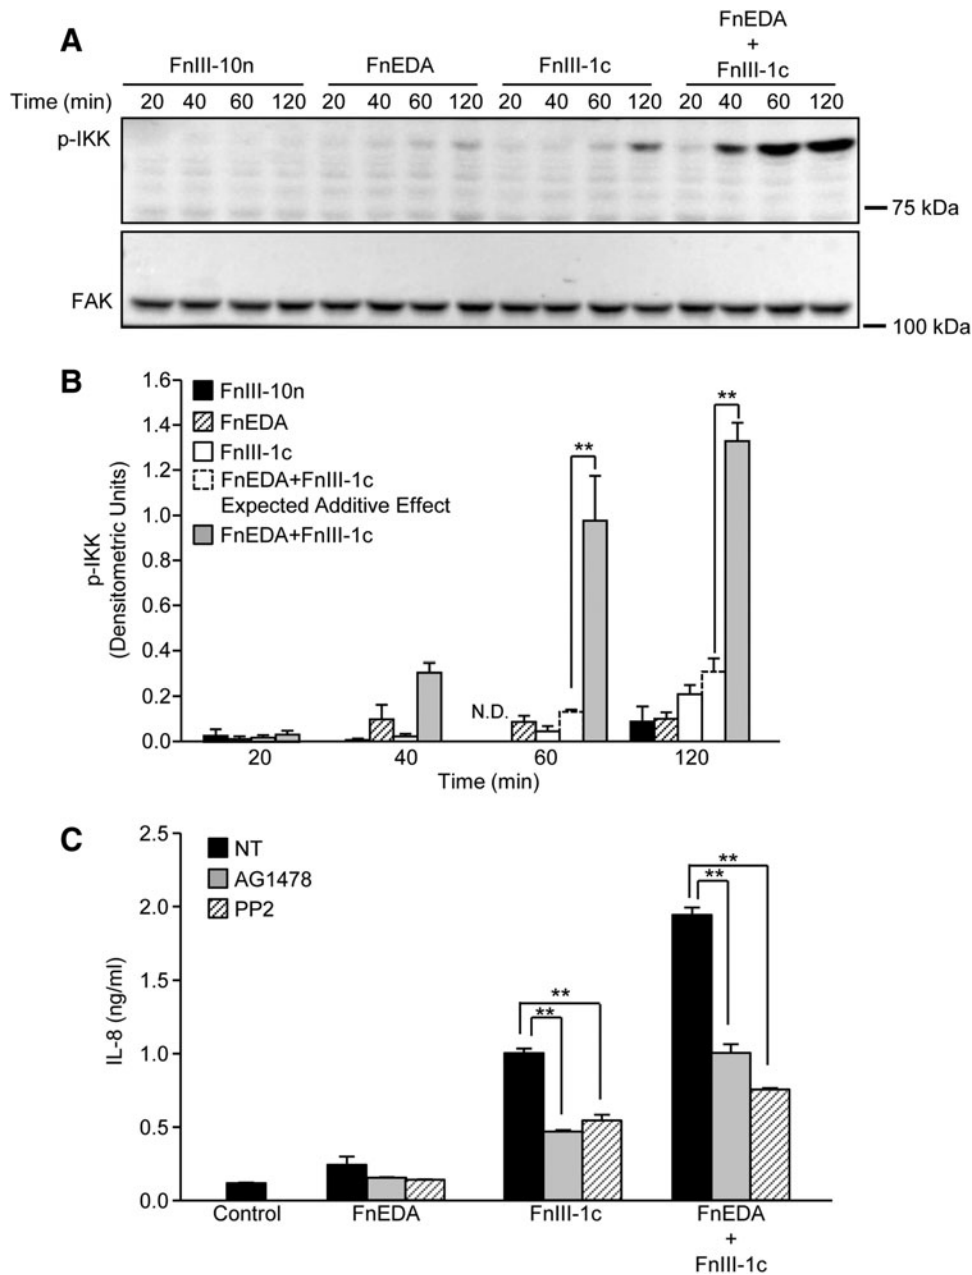 A
FnEDA
+
FnIII-10n FnEDA FnIII-1c FnIII-1c
Time (min) 20 40 60 120 20 40 60 120 20 40 60 120 20 40 60 120
p-IKK
75 kDa
FAK
100 kDa
B
p-IKK
(Densitometric Units)
1.6
1.4
1.2
1.0
0.8
0.6
0.4
0.2
0.0
FnIII-10n
FnEDA
FnIII-1c
FnEDA+FnIII-1c
Expected Additive Effect
FnEDA+FnIII-1c
**
**
N.D.
20 40 60 120
Time (min)
C
IL-8 (ng/ml)
2.5
2.0
1.5
1.0
0.5
0.0
NT
AG1478
PP2
**
**
**
**
Control FnEDA FnIII-1c FnEDA
+
FnIII-1c